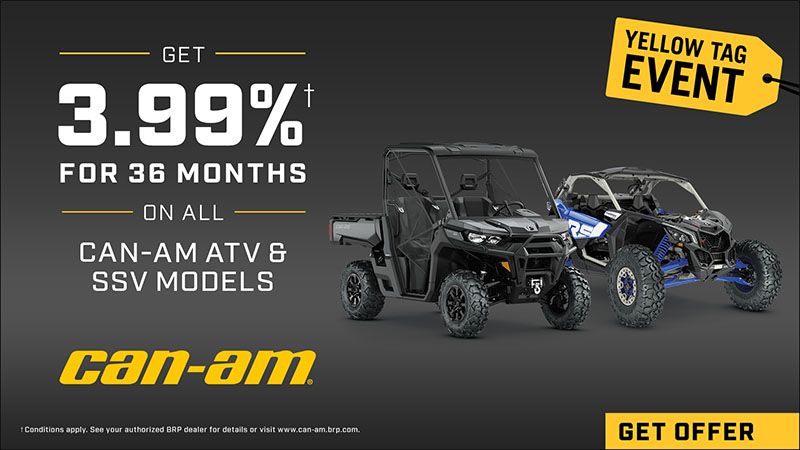 GET
3.99%†
FOR 36 MONTHS
ON ALL
CAN-AM ATV &
SSV MODELS
can-am®
†Conditions apply. See your authorized BRP dealer for details or visit www.can-am.brp.com.
YELLOW TAG
EVENT
GET OFFER